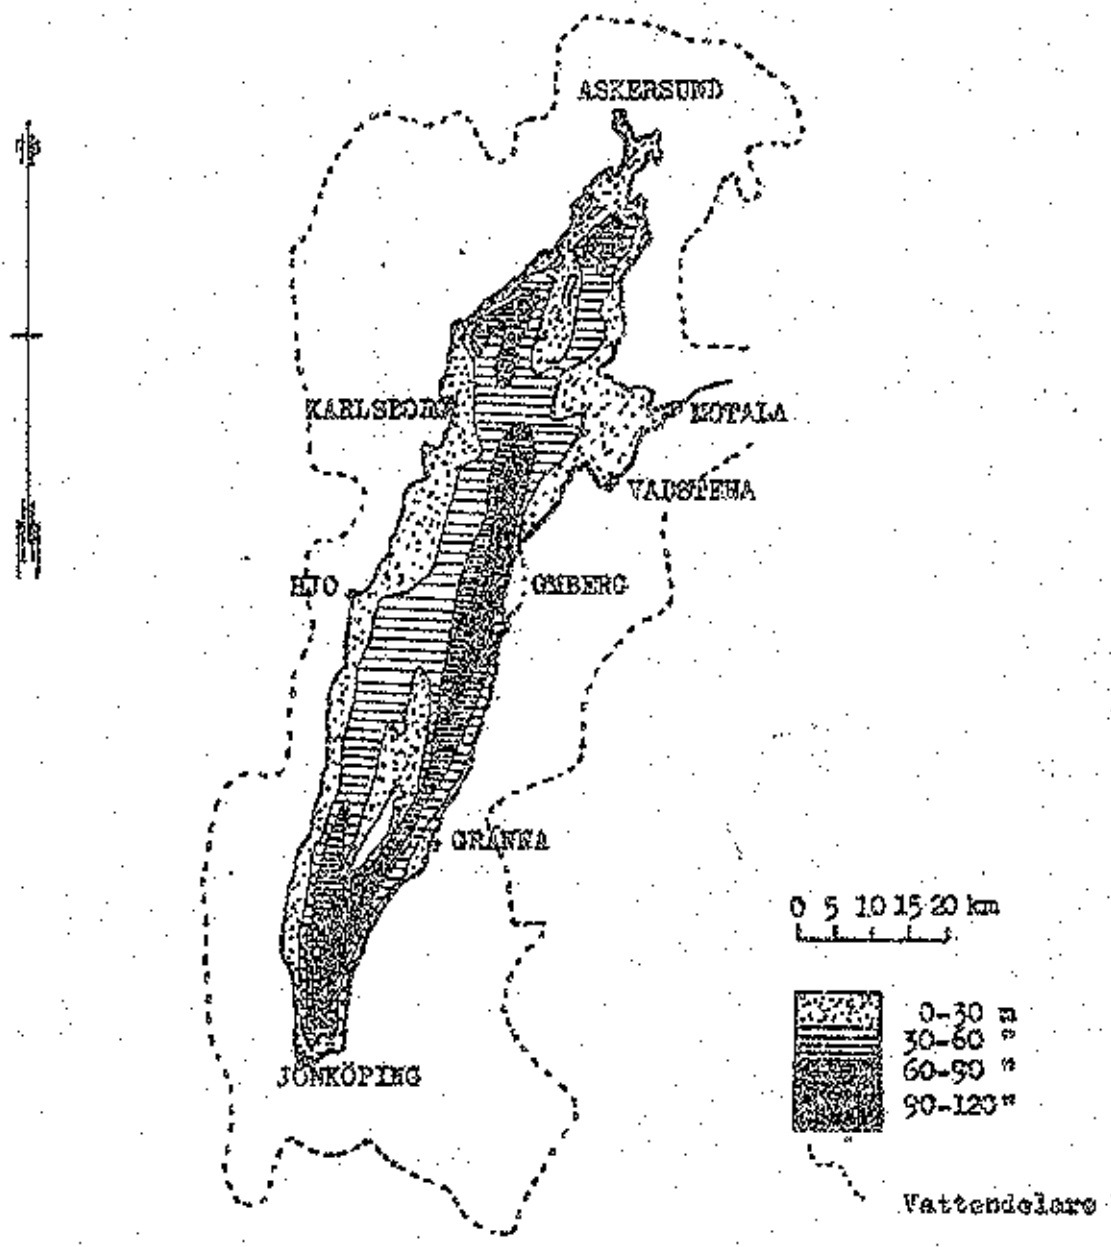 ASKERSUND
KARLSBORG
MOTALA
VADSTENA
HJO
OMBERG
GRÄNNA
0 5 10 15 20 km
0-30 m
30-60 "
60-90 "
90-120 "
JÖNKÖPING
Vattendelare